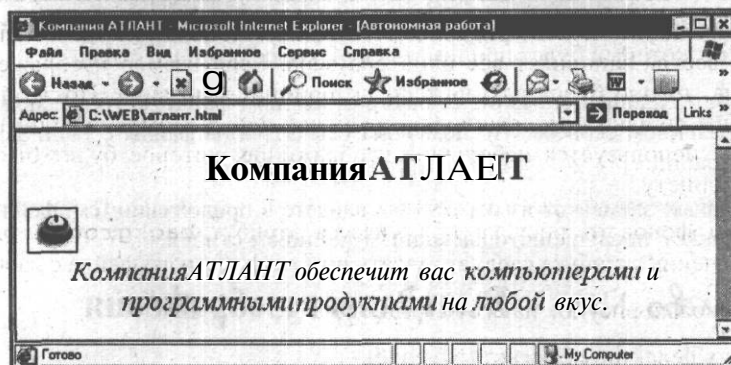 Компания АТЛАНТ - Microsoft Internet Explorer - [Автономная работа]
Файл Правка Вид Избранное Сервис Справка
Назад Поиск Избранное
Адрес: C:\WEB\атлант.html Переход Links
Компания АТЛАЕТ
Компания АТЛАНТ обеспечит вас компьютерами и
программными продуктами на любой вкус.
Готово My Computer